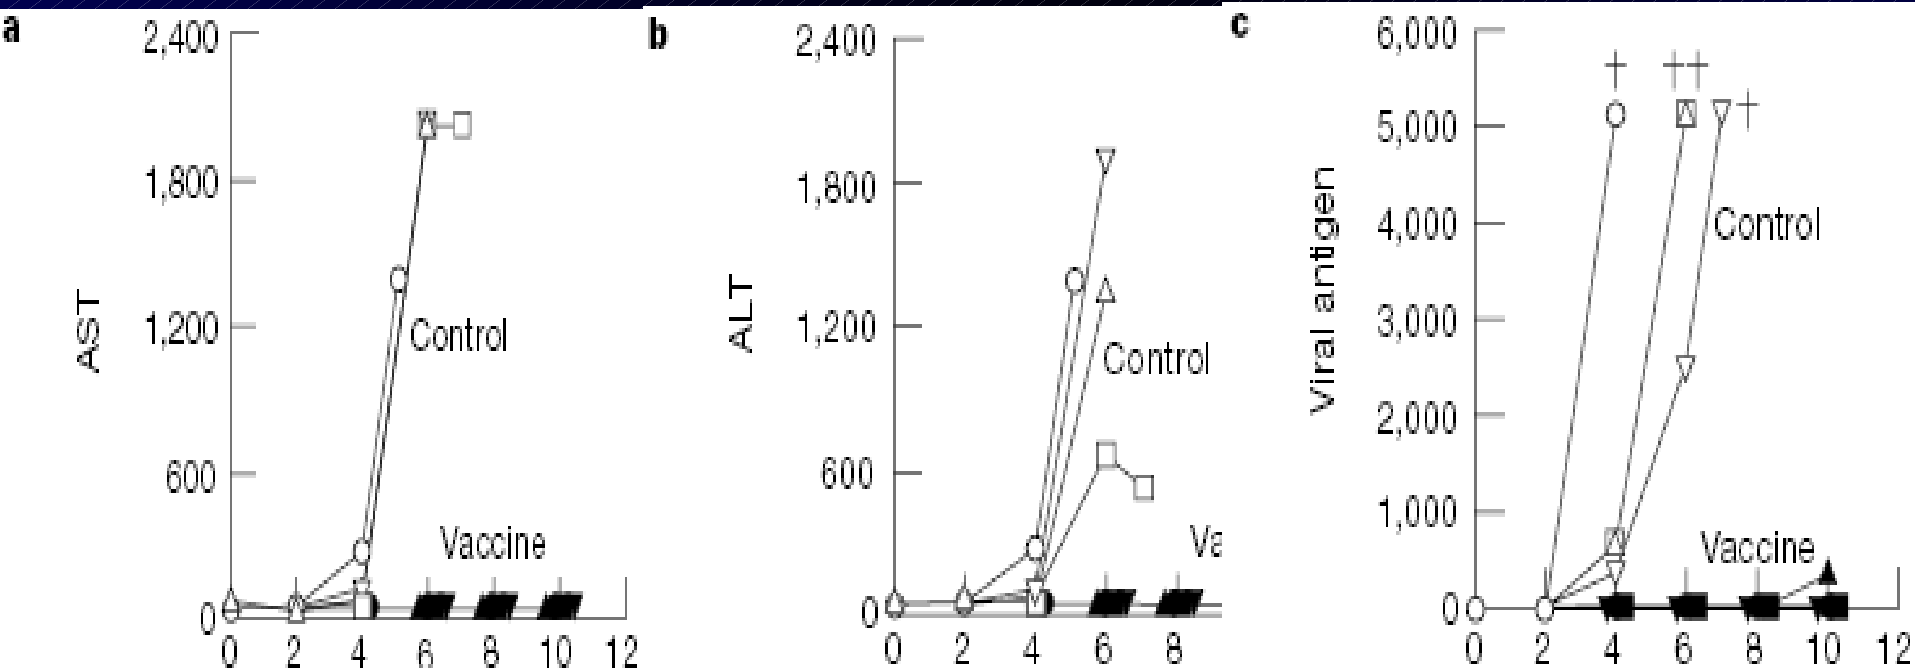 a
2,400
1,800
1,200
600
0
AST
Control
Vaccine
0 2 4 6 8 10 12
b
2,400
1,800
1,200
600
0
ALT
Control
Va
0 2 4 6 8
c
6,000
5,000
4,000
3,000
2,000
1,000
0
Viral antigen
† †† †
Control
Vaccine
0 2 4 6 8 10 12